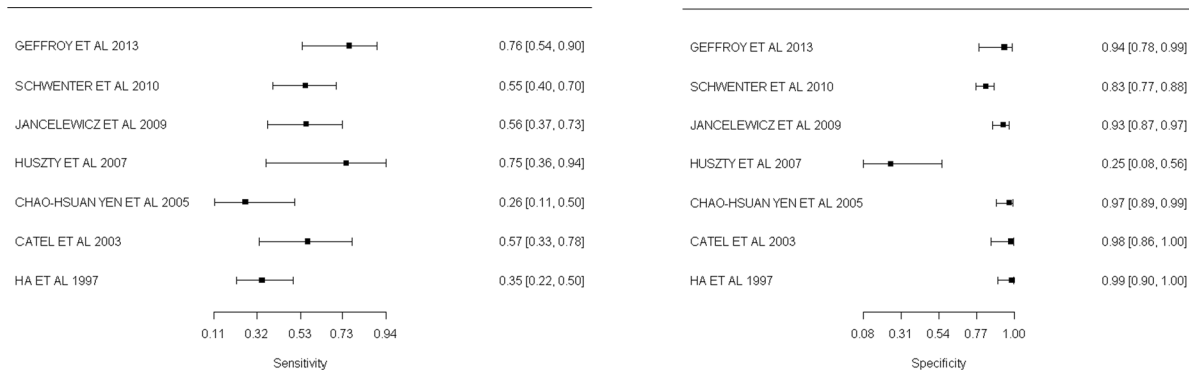 GEFFROY ET AL 2013 0.76 [0.54, 0.90]
SCHWENTER ET AL 2010 0.55 [0.40, 0.70]
JANCELEWICZ ET AL 2009 0.56 [0.37, 0.73]
HUSZTY ET AL 2007 0.75 [0.36, 0.94]
CHAO-HSUAN YEN ET AL 2005 0.26 [0.11, 0.50]
CATEL ET AL 2003 0.57 [0.33, 0.78]
HA ET AL 1997 0.35 [0.22, 0.50]
0.11 0.32 0.53 0.73 0.94
Sensitivity
GEFFROY ET AL 2013 0.94 [0.78, 0.99]
SCHWENTER ET AL 2010 0.83 [0.77, 0.88]
JANCELEWICZ ET AL 2009 0.93 [0.87, 0.97]
HUSZTY ET AL 2007 0.25 [0.08, 0.56]
CHAO-HSUAN YEN ET AL 2005 0.97 [0.89, 0.99]
CATEL ET AL 2003 0.98 [0.86, 1.00]
HA ET AL 1997 0.99 [0.90, 1.00]
0.08 0.31 0.54 0.77 1.00
Specificity